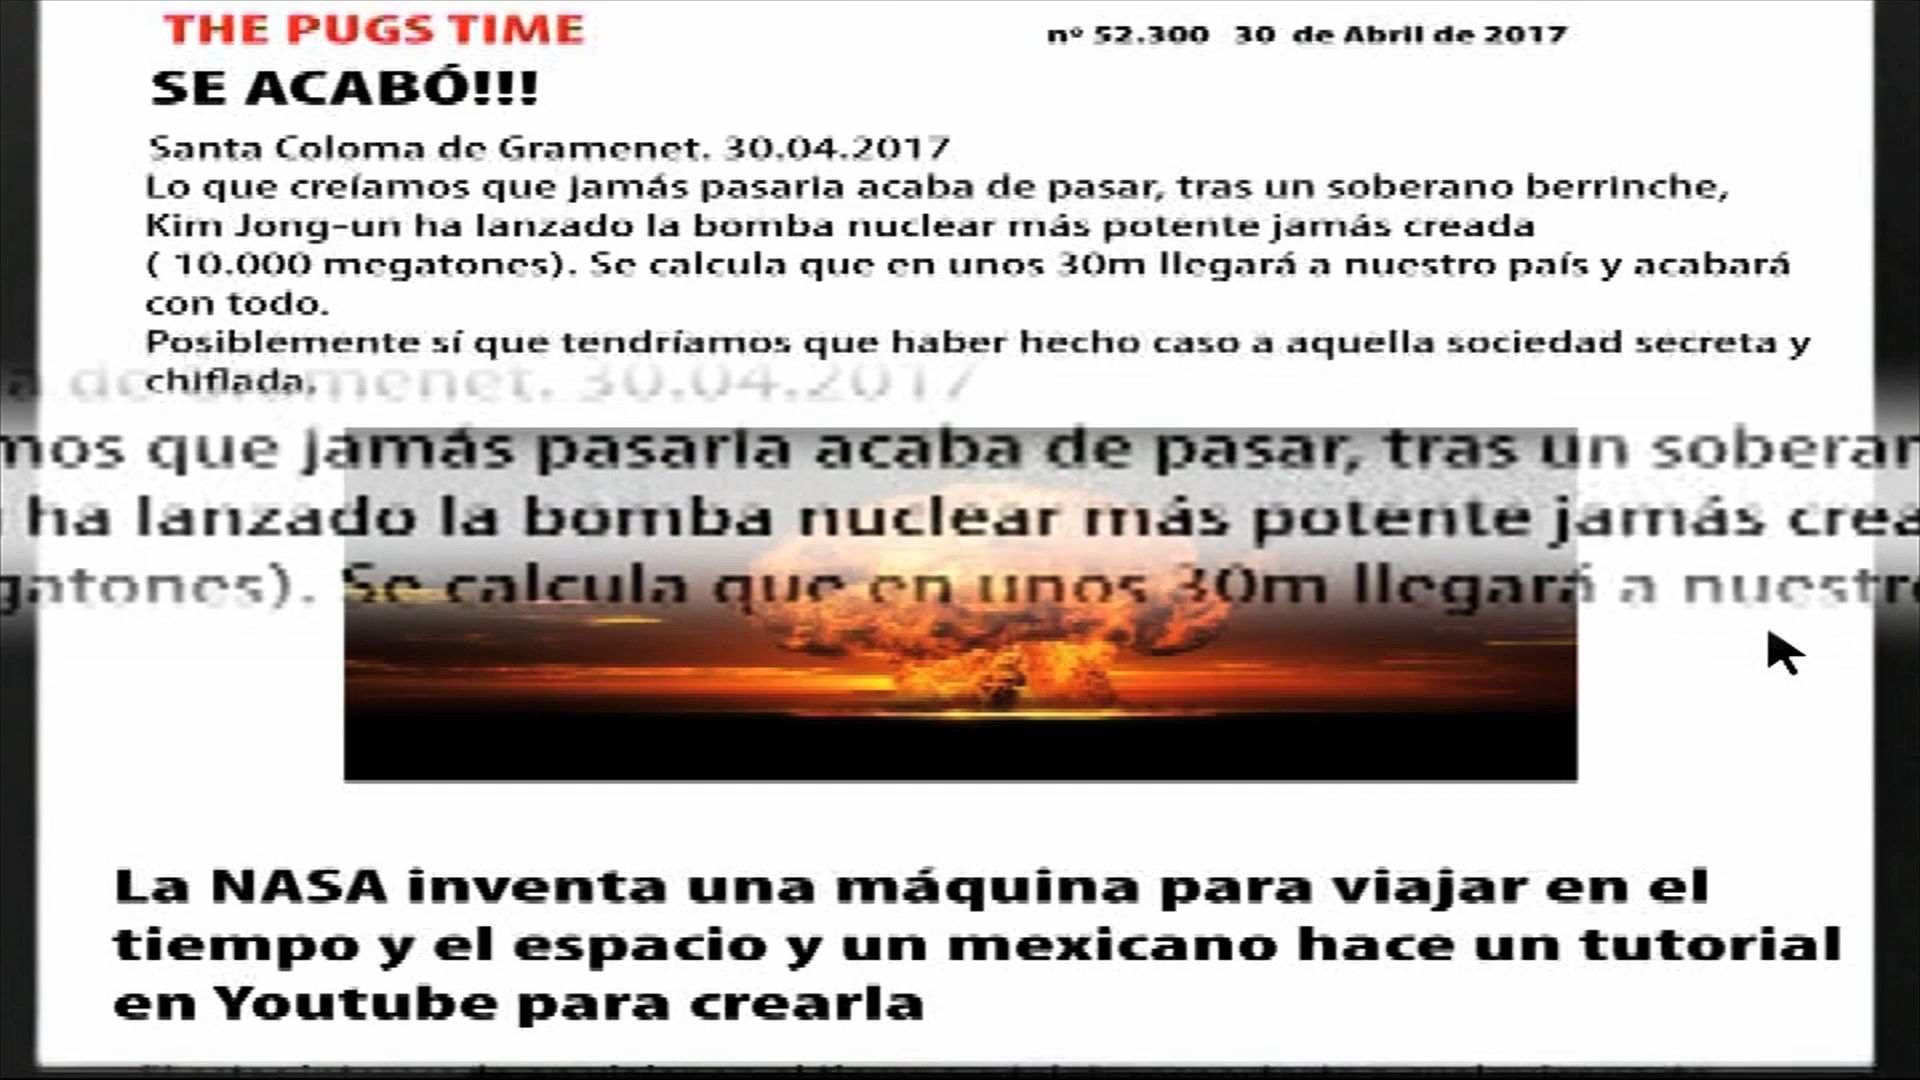 THE PUGS TIME
nº 52.300 30 de Abril de 2017
SE ACABÓ!!!
Santa Coloma de Gramenet. 30.04.2017
Lo que creíamos que jamás pasaría acaba de pasar, tras un soberano berrinche,
Kim Jong-un ha lanzado la bomba nuclear más potente jamás creada
( 10.000 megatones). Se calcula que en unos 30m llegará a nuestro país y acabará
con todo.
Posiblemente sí que tendríamos que haber hecho caso a aquella sociedad secreta y
chiflada.
menet. 30.04.2017
mos que jamás pasaría acaba de pasar, tras un soberan
ha lanzado la bomba nuclear más potente jamás crea
gatones). Se calcula que en unos 30m llegará a nuestro
La NASA inventa una máquina para viajar en el
tiempo y el espacio y un mexicano hace un tutorial
en Youtube para crearla